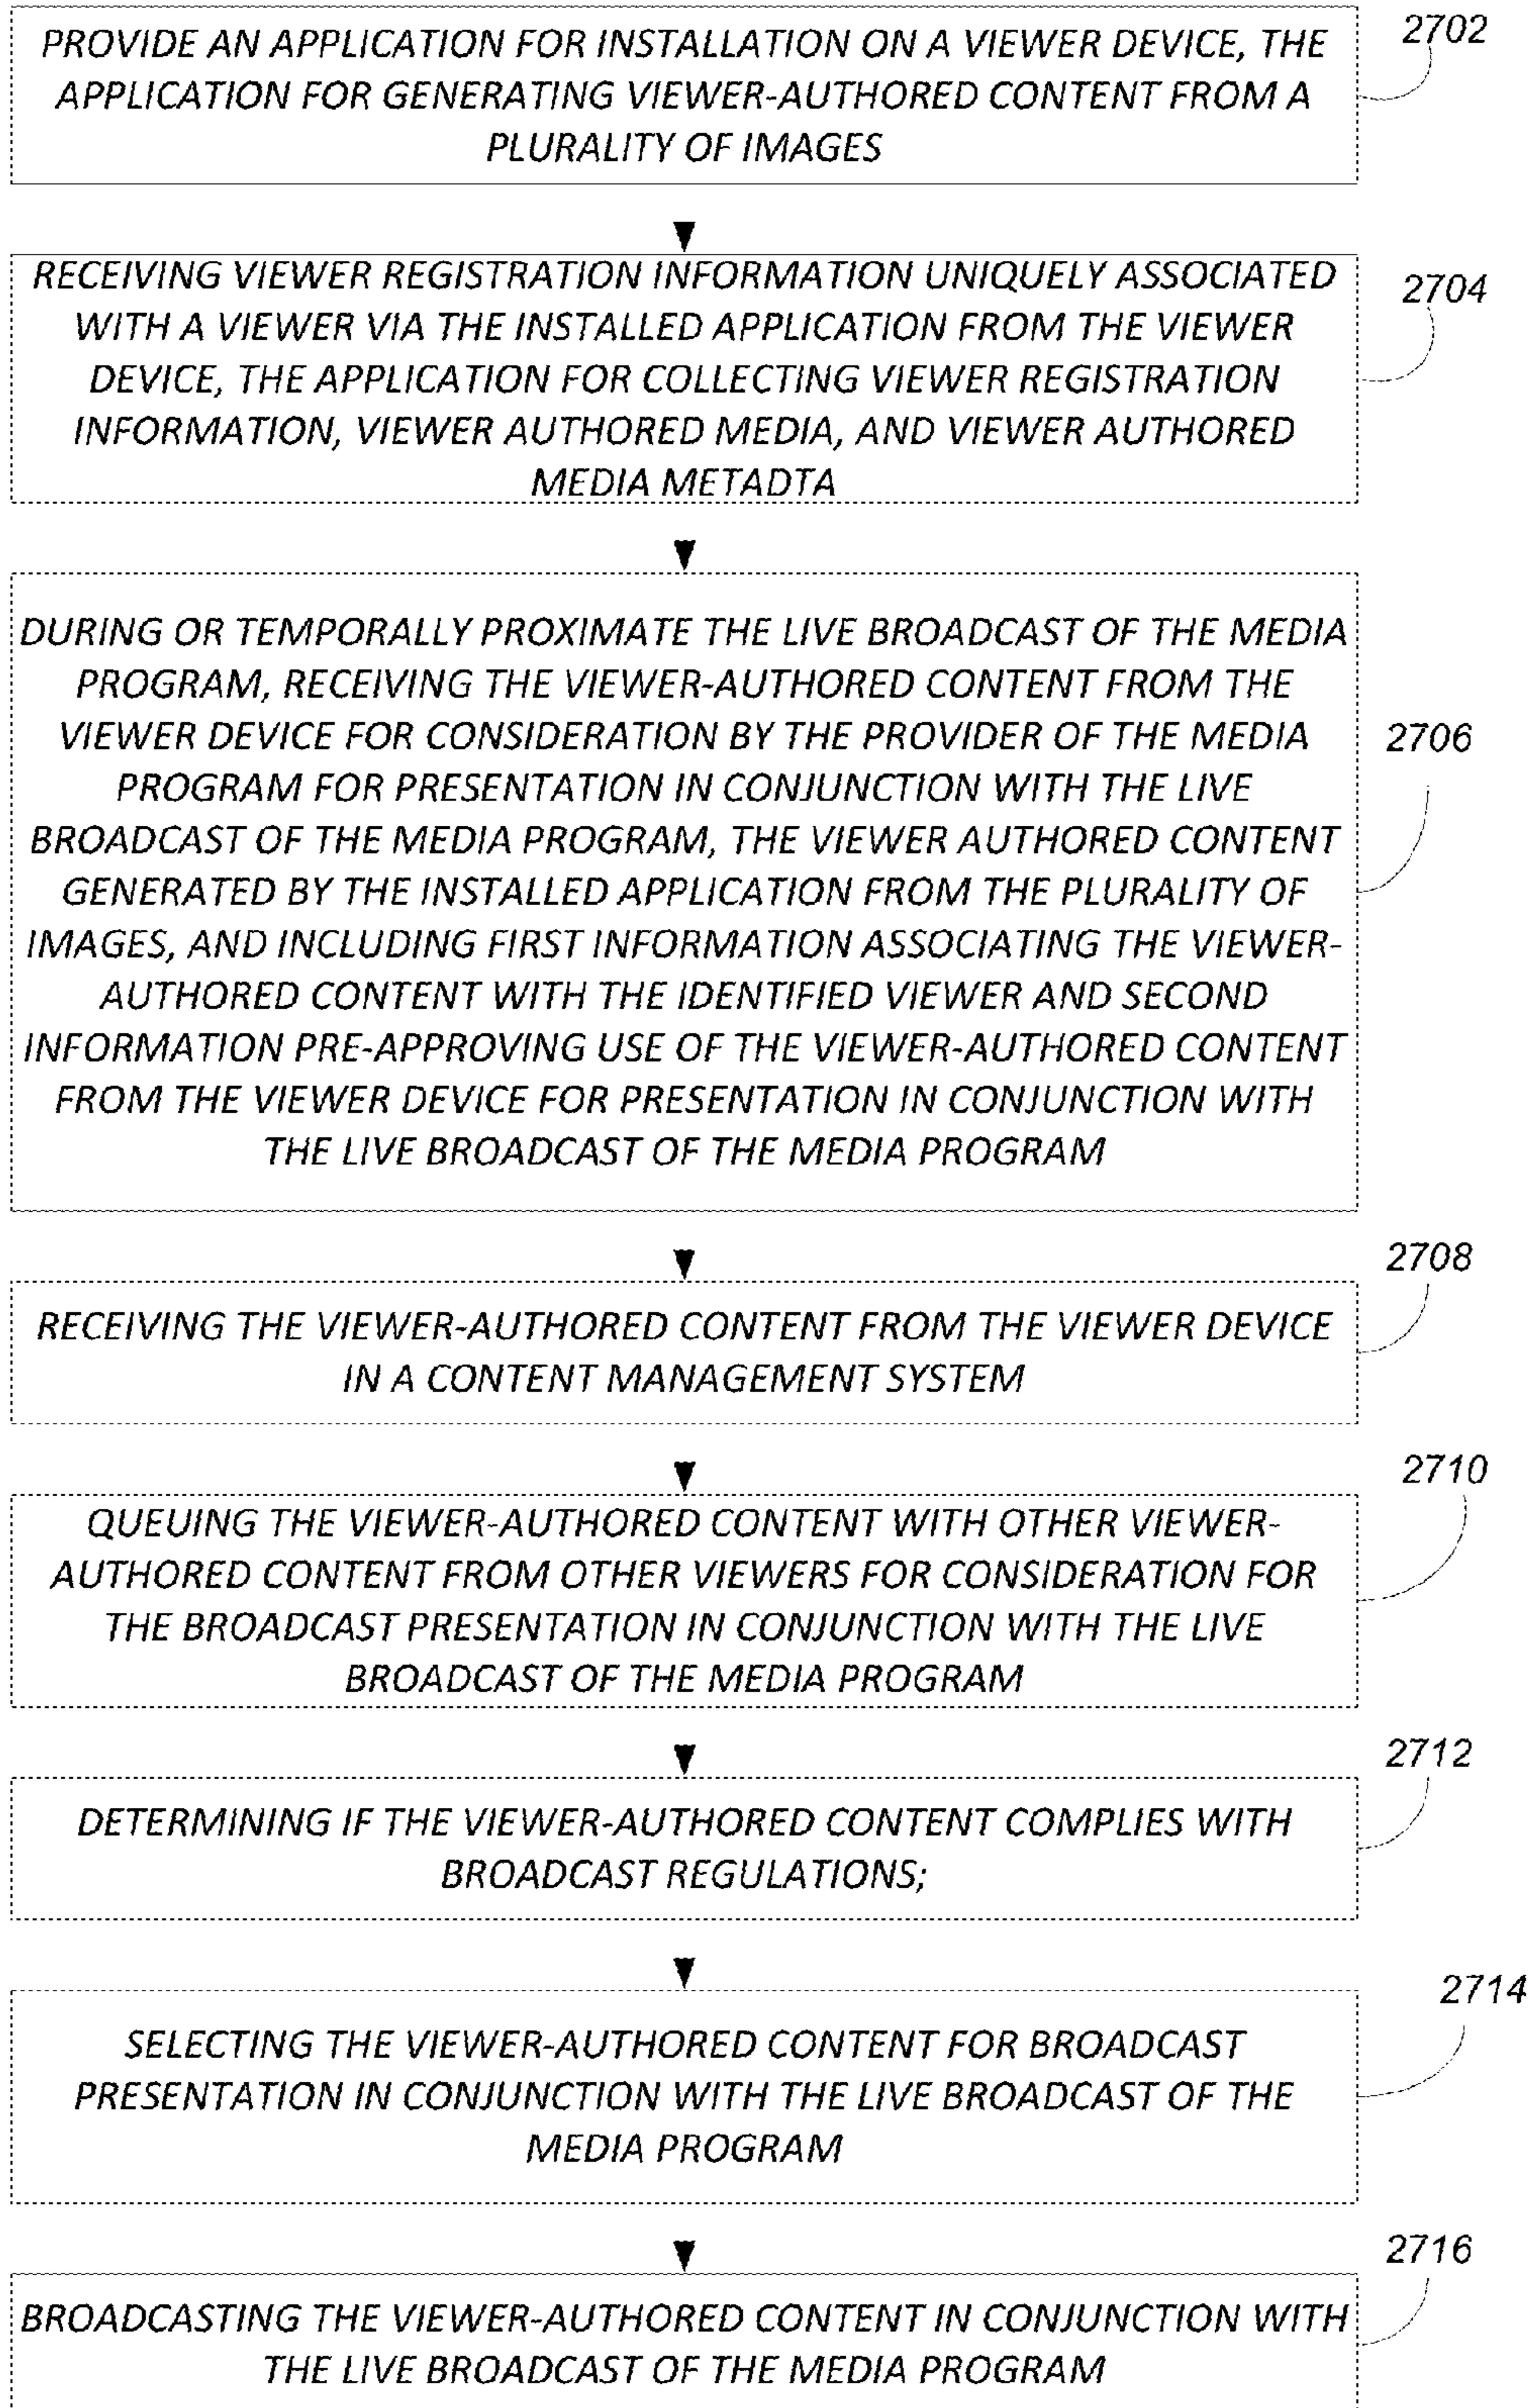 PROVIDE AN APPLICATION FOR INSTALLATION ON A VIEWER DEVICE, THE
APPLICATION FOR GENERATING VIEWER-AUTHORED CONTENT FROM A
PLURALITY OF IMAGES
2702
RECEIVING VIEWER REGISTRATION INFORMATION UNIQUELY ASSOCIATED
WITH A VIEWER VIA THE INSTALLED APPLICATION FROM THE VIEWER
DEVICE, THE APPLICATION FOR COLLECTING VIEWER REGISTRATION
INFORMATION, VIEWER AUTHORED MEDIA, AND VIEWER AUTHORED
MEDIA METADTA
2704
DURING OR TEMPORALLY PROXIMATE THE LIVE BROADCAST OF THE MEDIA
PROGRAM, RECEIVING THE VIEWER-AUTHORED CONTENT FROM THE
VIEWER DEVICE FOR CONSIDERATION BY THE PROVIDER OF THE MEDIA
PROGRAM FOR PRESENTATION IN CONJUNCTION WITH THE LIVE
BROADCAST OF THE MEDIA PROGRAM, THE VIEWER AUTHORED CONTENT
GENERATED BY THE INSTALLED APPLICATION FROM THE PLURALITY OF
IMAGES, AND INCLUDING FIRST INFORMATION ASSOCIATING THE VIEWER-
AUTHORED CONTENT WITH THE IDENTIFIED VIEWER AND SECOND
INFORMATION PRE-APPROVING USE OF THE VIEWER-AUTHORED CONTENT
FROM THE VIEWER DEVICE FOR PRESENTATION IN CONJUNCTION WITH
THE LIVE BROADCAST OF THE MEDIA PROGRAM
2706
RECEIVING THE VIEWER-AUTHORED CONTENT FROM THE VIEWER DEVICE
IN A CONTENT MANAGEMENT SYSTEM
2708
QUEUING THE VIEWER-AUTHORED CONTENT WITH OTHER VIEWER-
AUTHORED CONTENT FROM OTHER VIEWERS FOR CONSIDERATION FOR
THE BROADCAST PRESENTATION IN CONJUNCTION WITH THE LIVE
BROADCAST OF THE MEDIA PROGRAM
2710
DETERMINING IF THE VIEWER-AUTHORED CONTENT COMPLIES WITH
BROADCAST REGULATIONS;
2712
SELECTING THE VIEWER-AUTHORED CONTENT FOR BROADCAST
PRESENTATION IN CONJUNCTION WITH THE LIVE BROADCAST OF THE
MEDIA PROGRAM
2714
BROADCASTING THE VIEWER-AUTHORED CONTENT IN CONJUNCTION WITH
THE LIVE BROADCAST OF THE MEDIA PROGRAM
2716